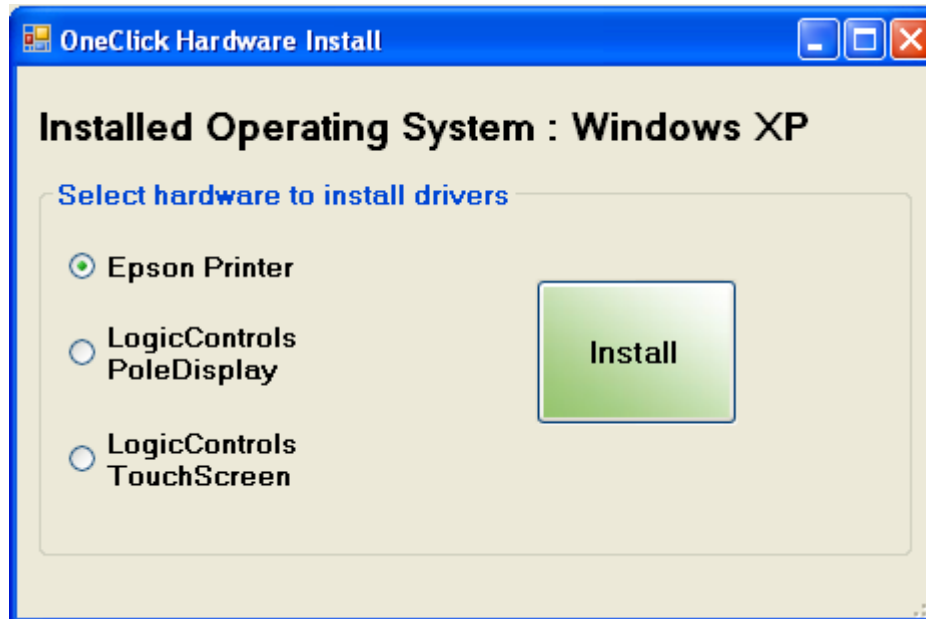 OneClick Hardware Install
Installed Operating System : Windows XP
Select hardware to install drivers
Epson Printer
LogicControls
PoleDisplay
Install
LogicControls
TouchScreen